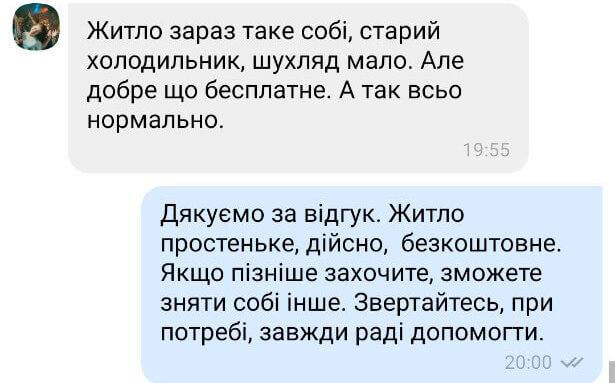 Житло зараз таке собі, старий
холодильник, шухляд мало. Але
добре що бесплатне. А так всьо
нормально.
19:55
Дякуємо за відгук. Житло
простеньке, дійсно, безкоштовне.
Якщо пізніше захочите, зможете
зняти собі інше. Звертайтесь, при
потребі, завжди раді допомогти.
20:00